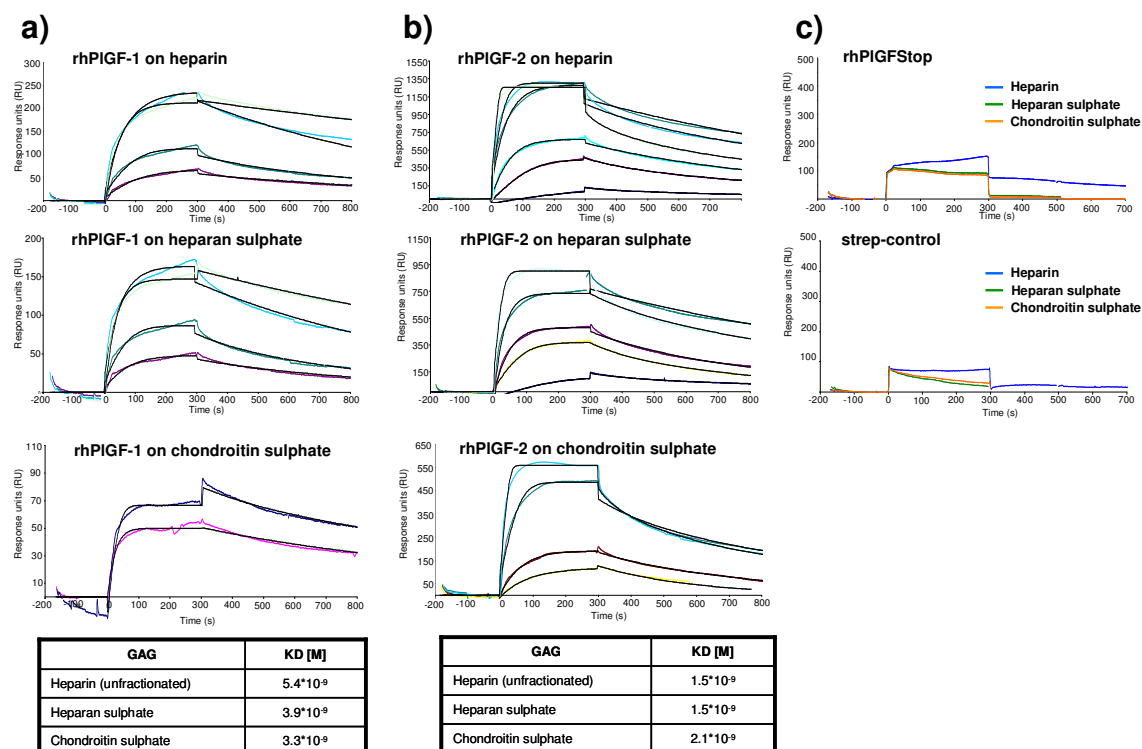 a)
rhPlGF-1 on heparin
Response units (RU)
300
250
200
150
100
50
-200 -100 0 100 200 300 400 500 600 700 800
Time (s)
rhPlGF-1 on heparan sulphate
Response units (RU)
200
150
100
50
-200 -100 0 100 200 300 400 500 600 700 800
Time (s)
rhPlGF-1 on chondroitin sulphate
Response units (RU)
110
90
70
50
30
10
-200 -100 0 100 200 300 400 500 600 700 800
Time (s)
GAG KD [M]
Heparin (unfractionated) 5.4*10-9
Heparan sulphate 3.9*10-9
Chondroitin sulphate 3.3*10-9
b)
rhPlGF-2 on heparin
Response units (RU)
1550
1350
1150
950
750
550
350
150
-200 -100 0 100 200 300 400 500 600 700
Time (s)
rhPlGF-2 on heparan sulphate
Response units (RU)
1150
950
750
550
350
150
-200 -100 0 100 200 300 400 500 600 700 800
Time (s)
rhPlGF-2 on chondroitin sulphate
Response units (RU)
650
550
450
350
250
150
50
-200 -100 0 100 200 300 400 500 600 700 800
Time (s)
GAG KD [M]
Heparin (unfractionated) 1.5*10-9
Heparan sulphate 1.5*10-9
Chondroitin sulphate 2.1*10-9
c)
rhPlGFStop
Response units (RU)
500
400
300
200
100
-200 -100 0 100 200 300 400 500 600 700
Time (s)
Heparin
Heparan sulphate
Chondroitin sulphate
strep-control
Response units (RU)
500
400
300
200
100
-200 -100 0 100 200 300 400 500 600 700
Time (s)
Heparin
Heparan sulphate
Chondroitin sulphate